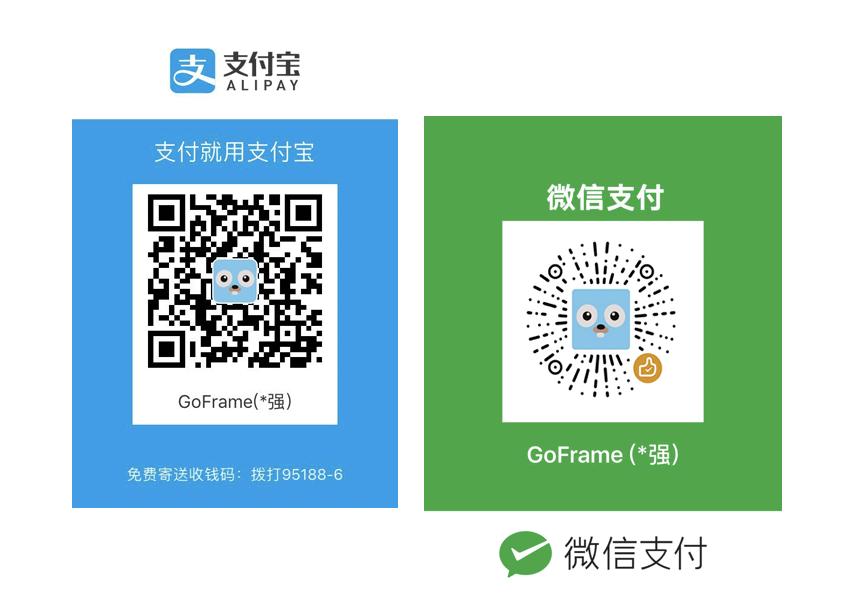 支付宝
ALIPAY
支付就用支付宝
GoFrame(*强)
免费寄送收钱码：拨打95188-6
微信支付
GoFrame (*强)
微信支付